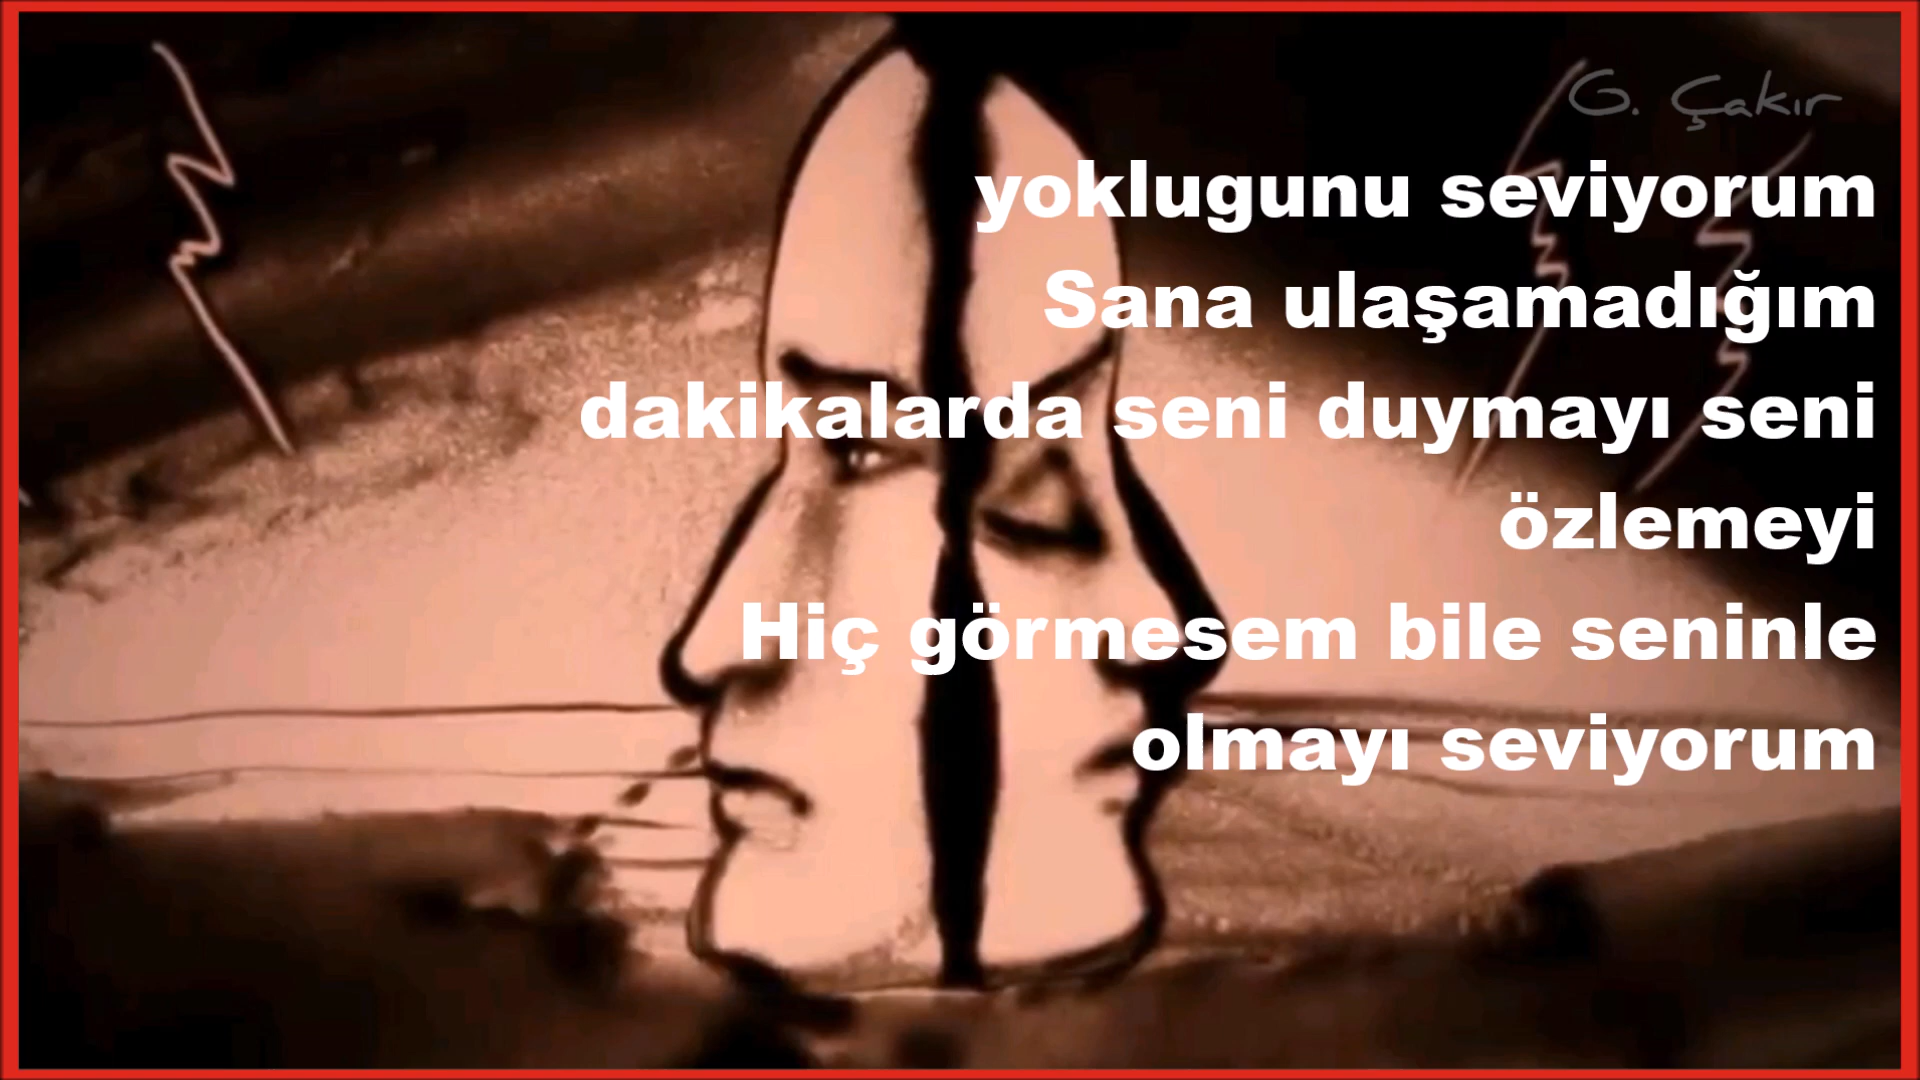 G. Çakır
yoklugunu seviyorum
Sana ulaşamadığım
dakikalarda seni duymayı seni
özlemeyi
Hiç görmesem bile seninle
olmayı seviyorum